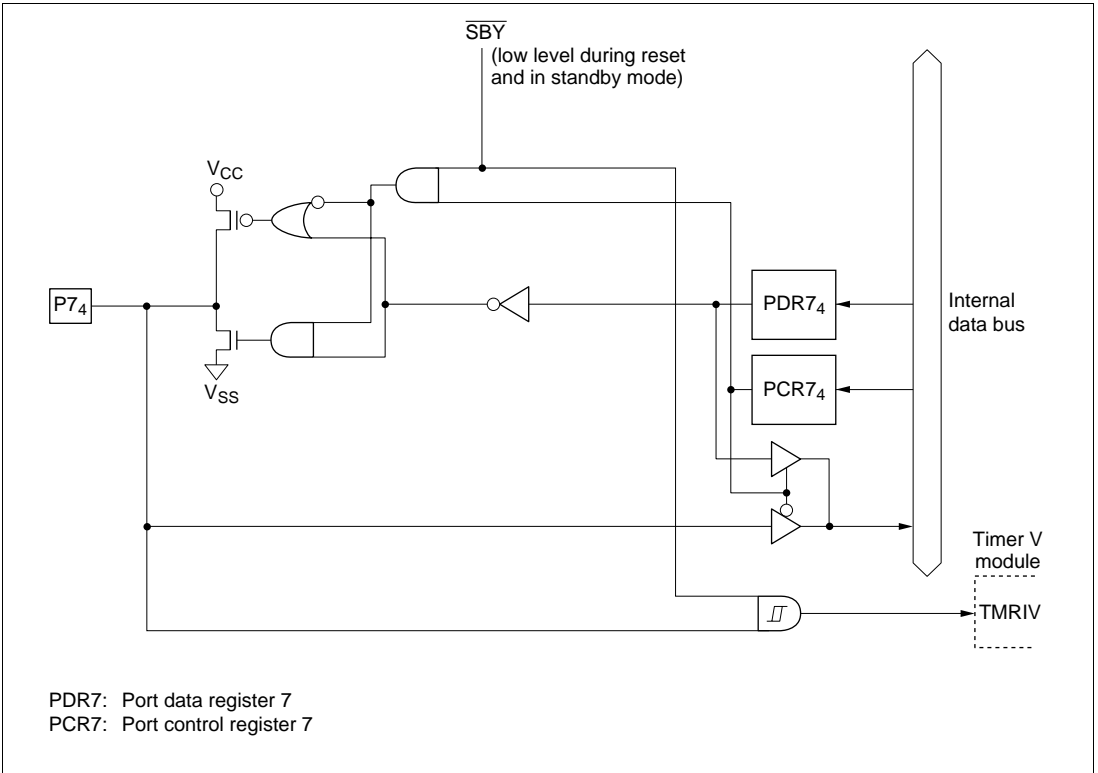 SBY
(low level during reset
and in standby mode)
VCC
P74
VSS
PDR74
PCR74
Internal
data bus
Timer V
module
TMRIV
PDR7: Port data register 7
PCR7: Port control register 7